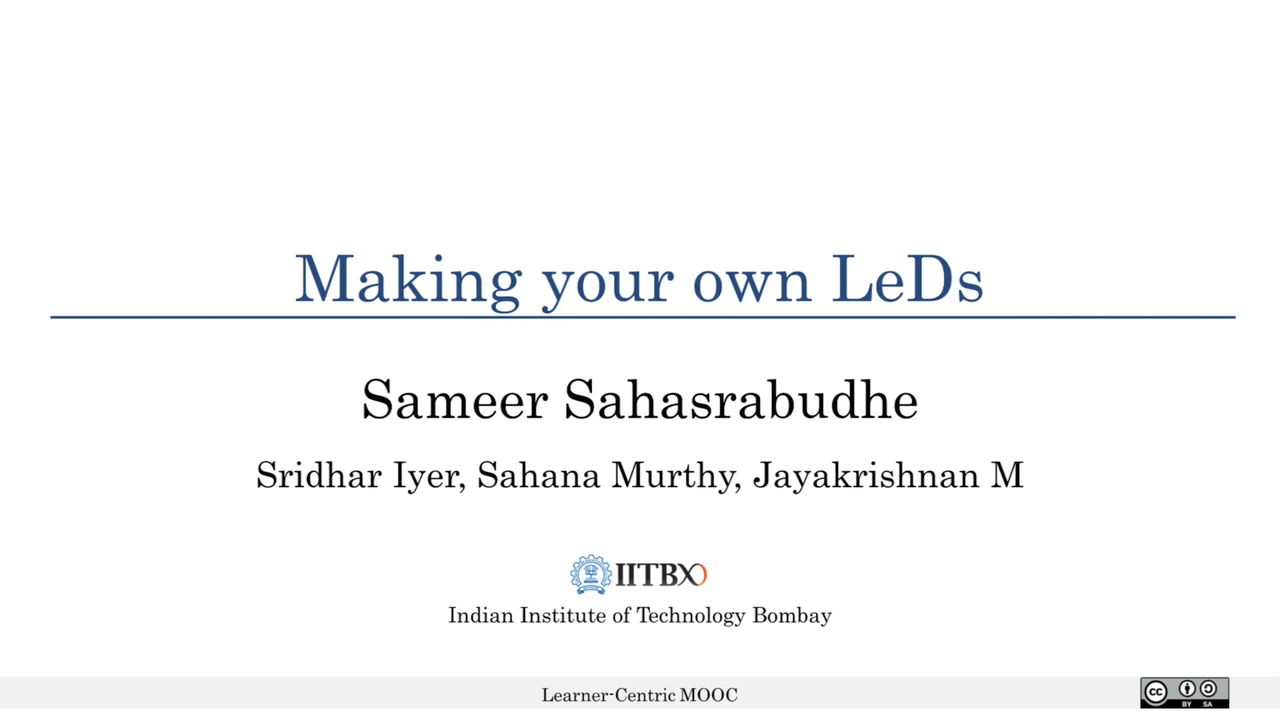 Making your own LeDs
Sameer Sahasrabudhe
Sridhar Iyer, Sahana Murthy, Jayakrishnan M
IITBX
Indian Institute of Technology Bombay
Learner-Centric MOOC
cc
BY SA